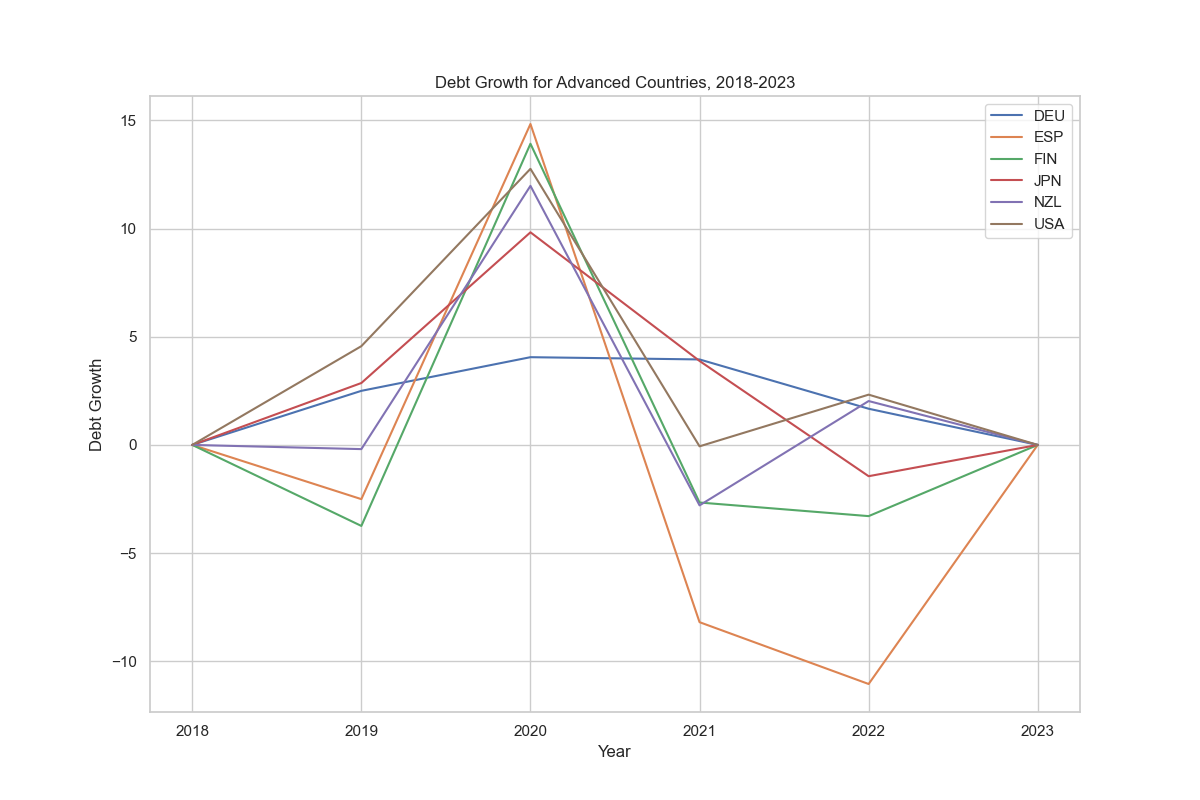 Debt Growth for Advanced Countries, 2018-2023
DEU
ESP
FIN
JPN
NZL
USA
15
10
5
0
−5
−10
Debt Growth
2018
2019
2020
2021
2022
2023
Year